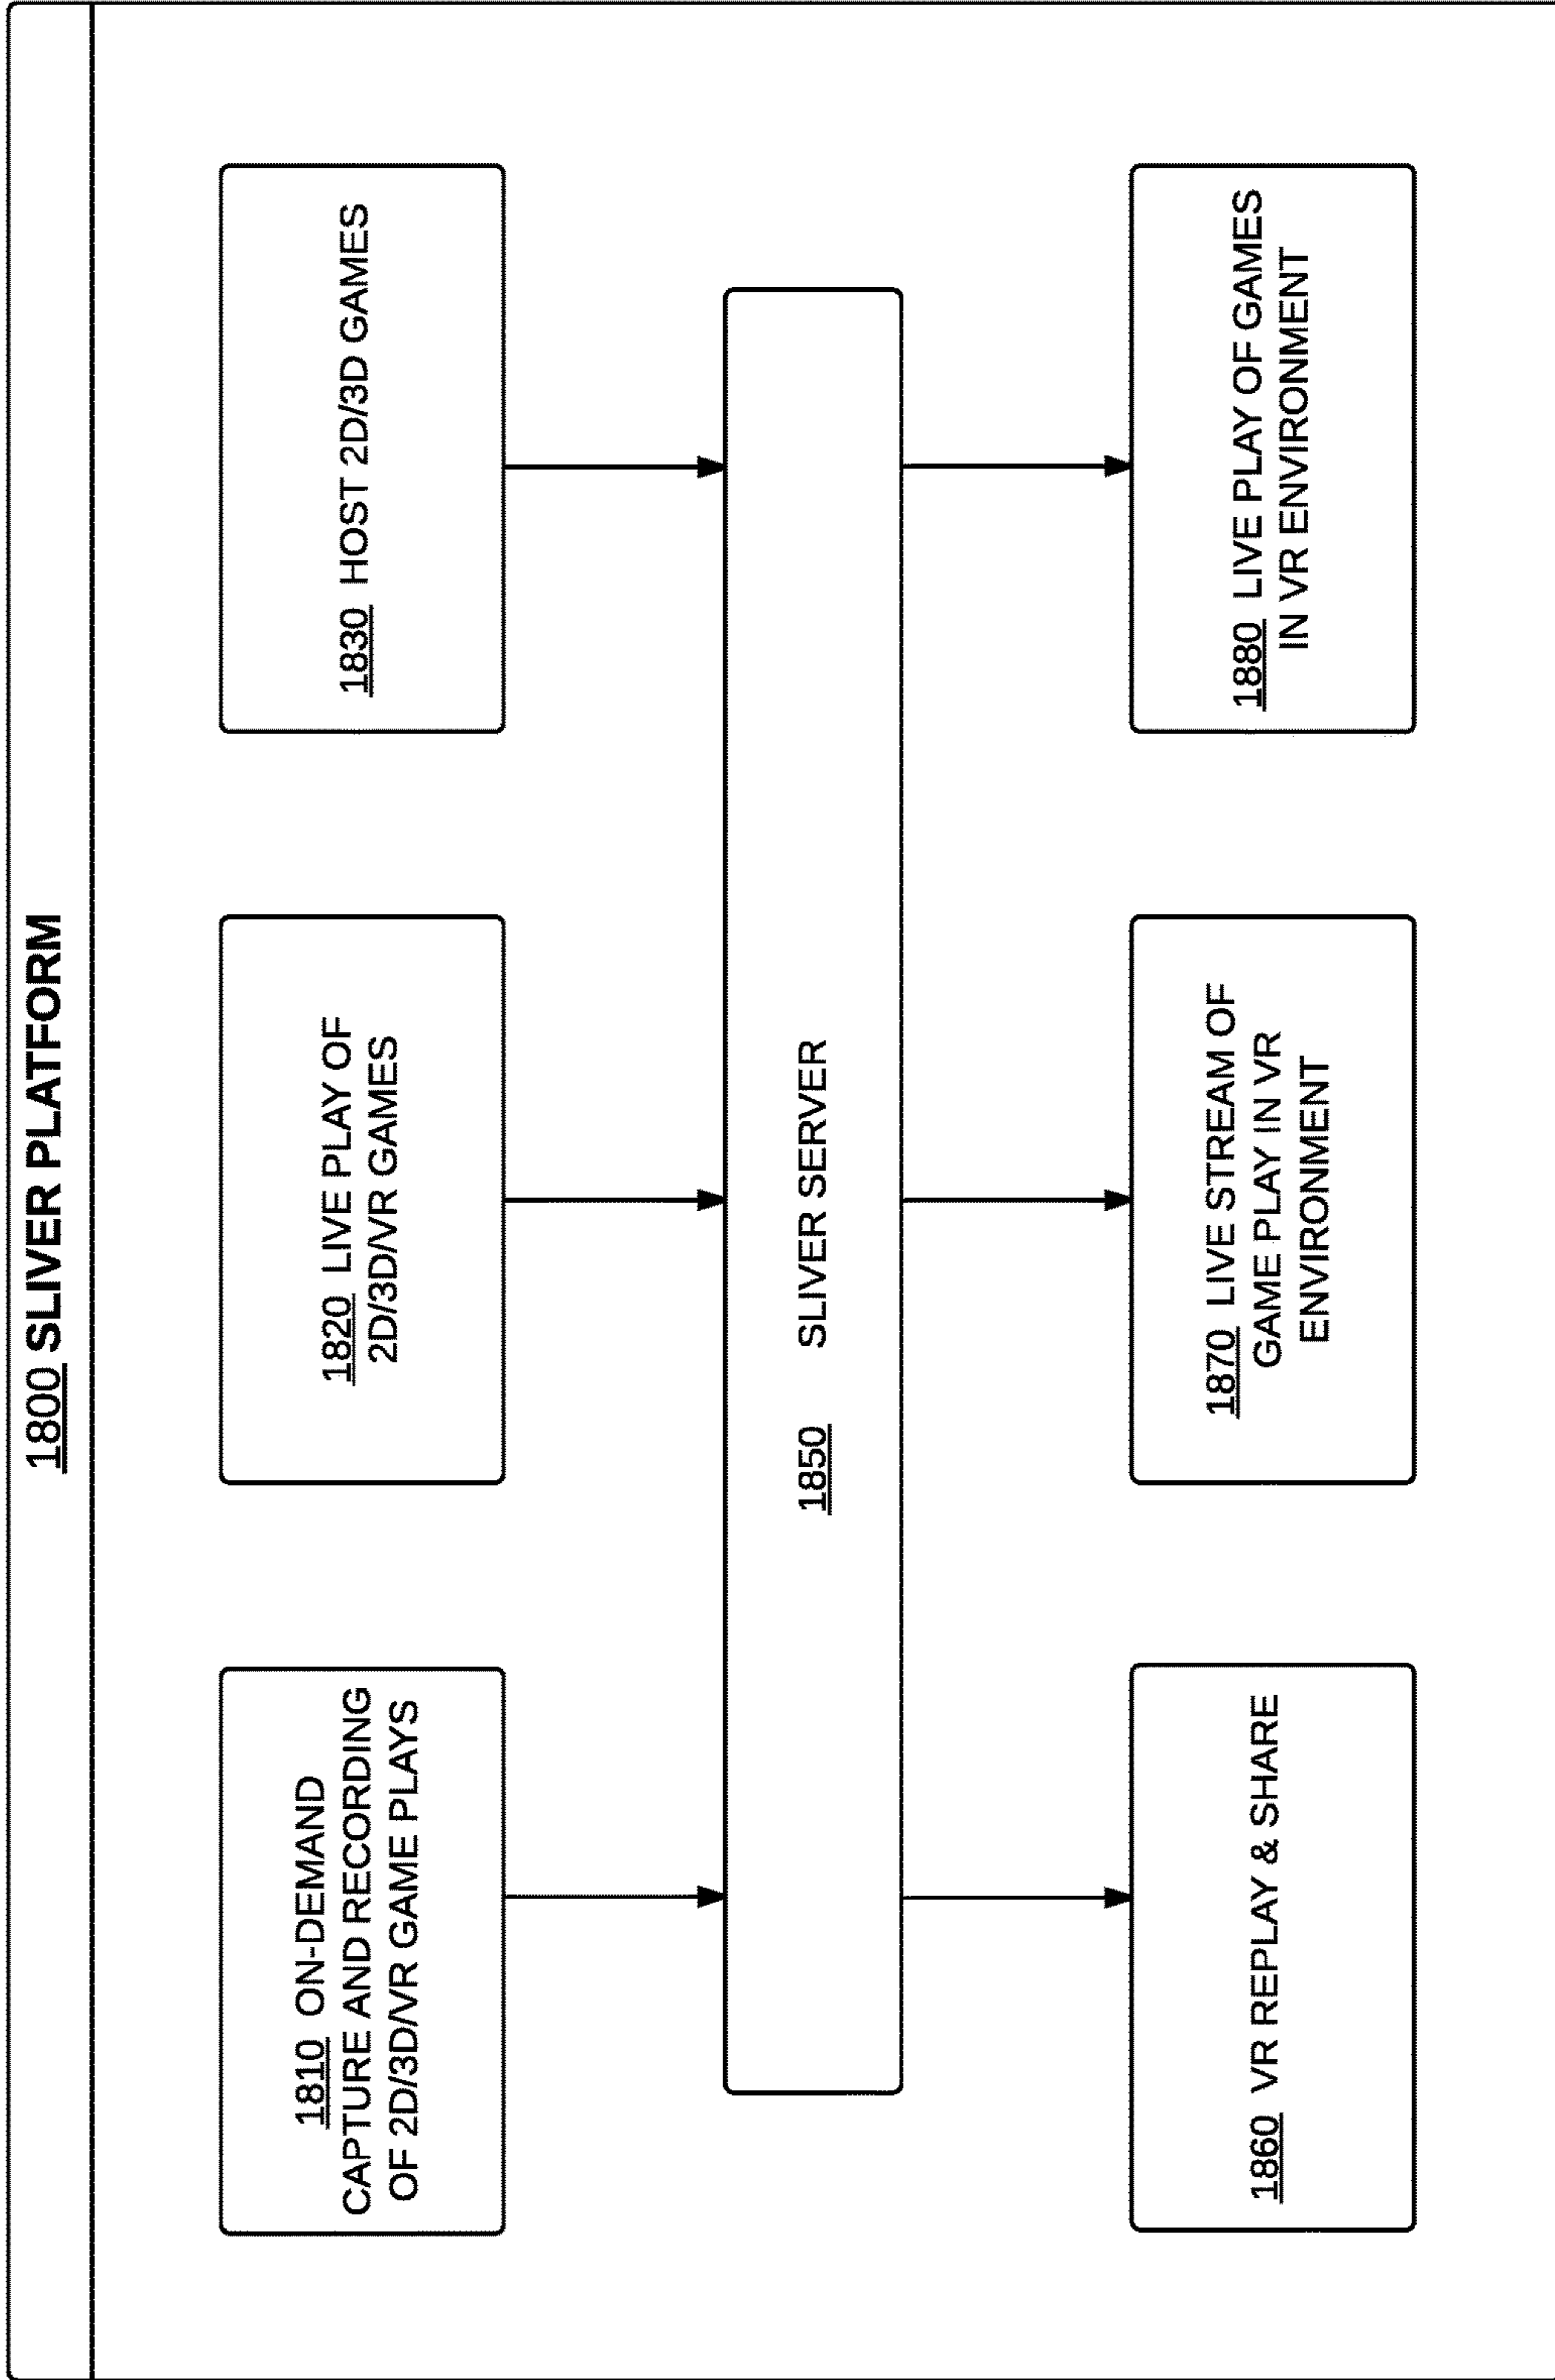 1800 SLIVER PLATFORM
1810 ON-DEMAND
CAPTURE AND RECORDING
OF 2D/3D/VR GAME PLAYS
1820 LIVE PLAY OF
2D/3D/VR GAMES
1830 HOST 2D/3D GAMES
1850 SLIVER SERVER
1860 VR REPLAY & SHARE
1870 LIVE STREAM OF
GAME PLAY IN VR
ENVIRONMENT
1880 LIVE PLAY OF GAMES
IN VR ENVIRONMENT